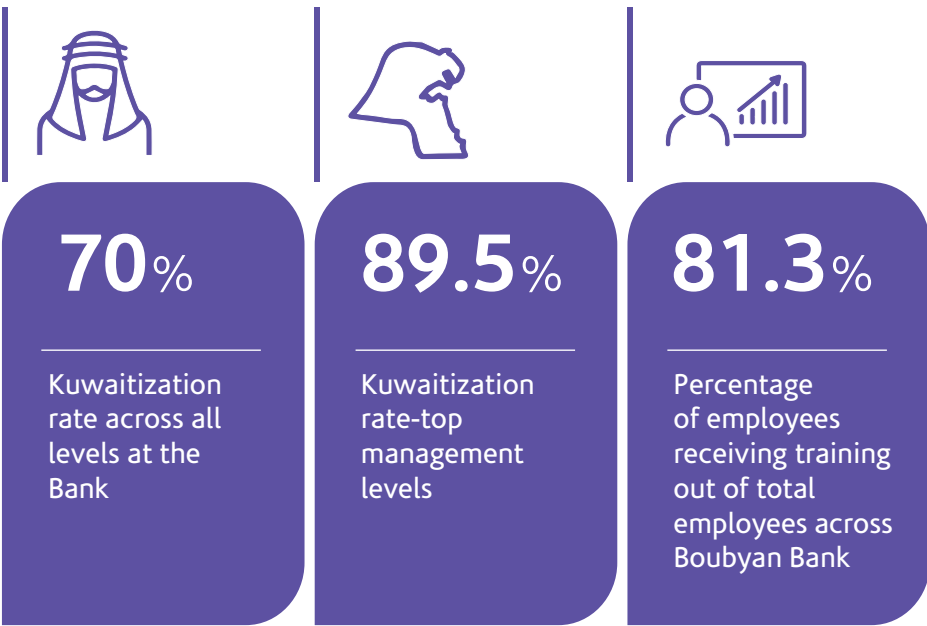 70%
Kuwaitization
rate across all
levels at the
Bank
89.5%
Kuwaitization
rate-top
management
levels
81.3%
Percentage
of employees
receiving training
out of total
employees across
Boubyan Bank